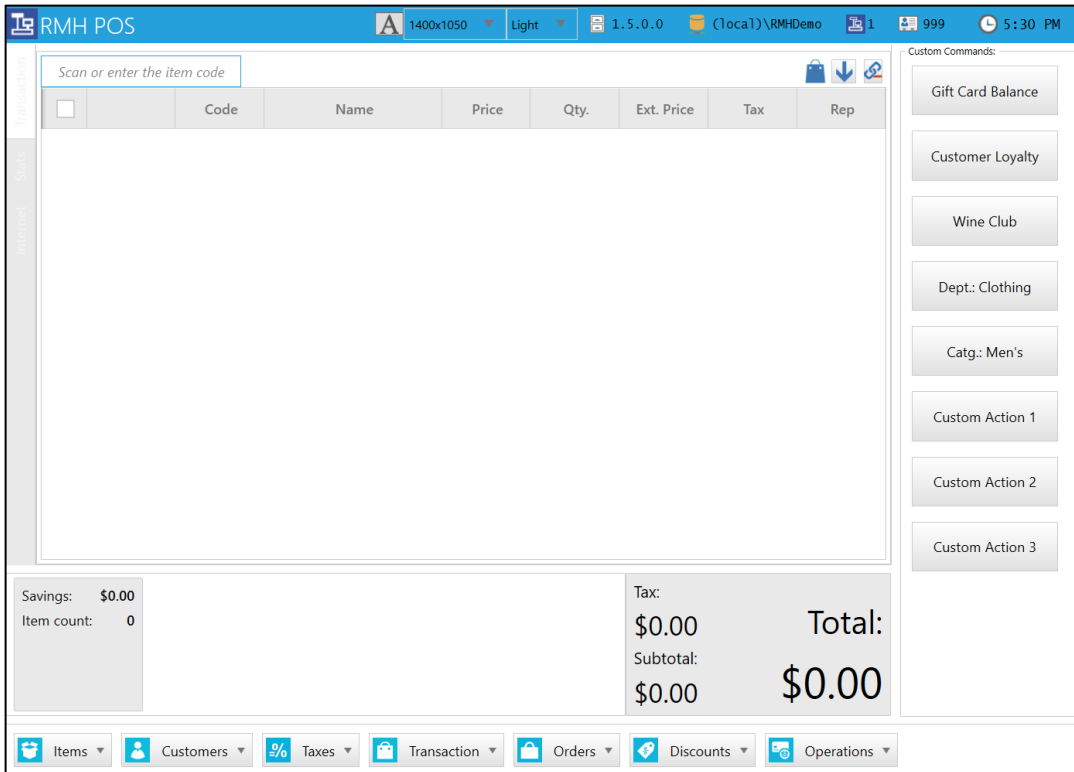 RMH POS
A 1400x1050 Light 1.5.0.0 (local)\RMHDemo 1 999 5:30 PM
Transaction
Stats
Internet
Scan or enter the item code
Code Name Price Qty. Ext. Price Tax Rep
Custom Commands:
Gift Card Balance
Customer Loyalty
Wine Club
Dept.: Clothing
Catg.: Men's
Custom Action 1
Custom Action 2
Custom Action 3
Savings: $0.00
Item count: 0
Tax:
$0.00
Subtotal:
$0.00
Total:
$0.00
Items Customers Taxes Transaction Orders Discounts Operations